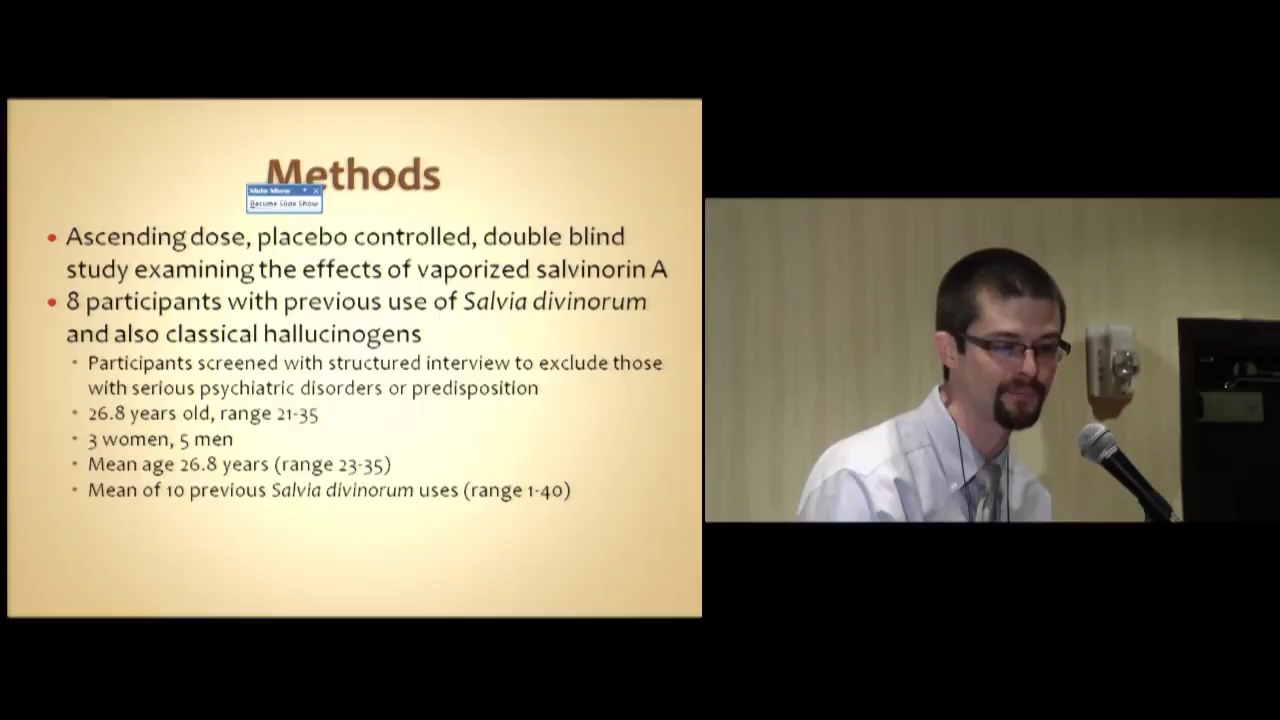 Methods
Slide Show
Resume Slide Show
• Ascending dose, placebo controlled, double blind
study examining the effects of vaporized salvinorin A
• 8 participants with previous use of Salvia divinorum
and also classical hallucinogens
• Participants screened with structured interview to exclude those
with serious psychiatric disorders or predisposition
• 26.8 years old, range 21-35
• 3 women, 5 men
• Mean age 26.8 years (range 23-35)
• Mean of 10 previous Salvia divinorum uses (range 1-40)